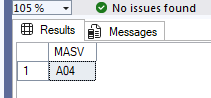 105 % No issues found
Results Messages
MASV
1 A04